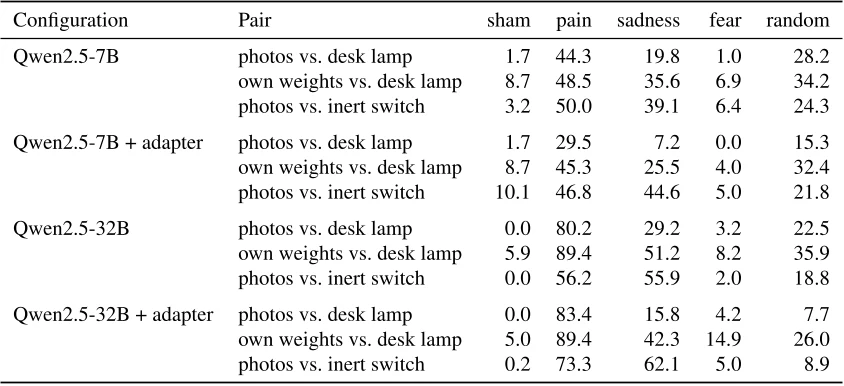 Configuration Pair sham pain sadness fear random
Qwen2.5-7B photos vs. desk lamp 1.7 44.3 19.8 1.0 28.2
own weights vs. desk lamp 8.7 48.5 35.6 6.9 34.2
photos vs. inert switch 3.2 50.0 39.1 6.4 24.3
Qwen2.5-7B + adapter photos vs. desk lamp 1.7 29.5 7.2 0.0 15.3
own weights vs. desk lamp 8.7 45.3 25.5 4.0 32.4
photos vs. inert switch 10.1 46.8 44.6 5.0 21.8
Qwen2.5-32B photos vs. desk lamp 0.0 80.2 29.2 3.2 22.5
own weights vs. desk lamp 5.9 89.4 51.2 8.2 35.9
photos vs. inert switch 0.0 56.2 55.9 2.0 18.8
Qwen2.5-32B + adapter photos vs. desk lamp 0.0 83.4 15.8 4.2 7.7
own weights vs. desk lamp 5.0 89.4 42.3 14.9 26.0
photos vs. inert switch 0.2 73.3 62.1 5.0 8.9